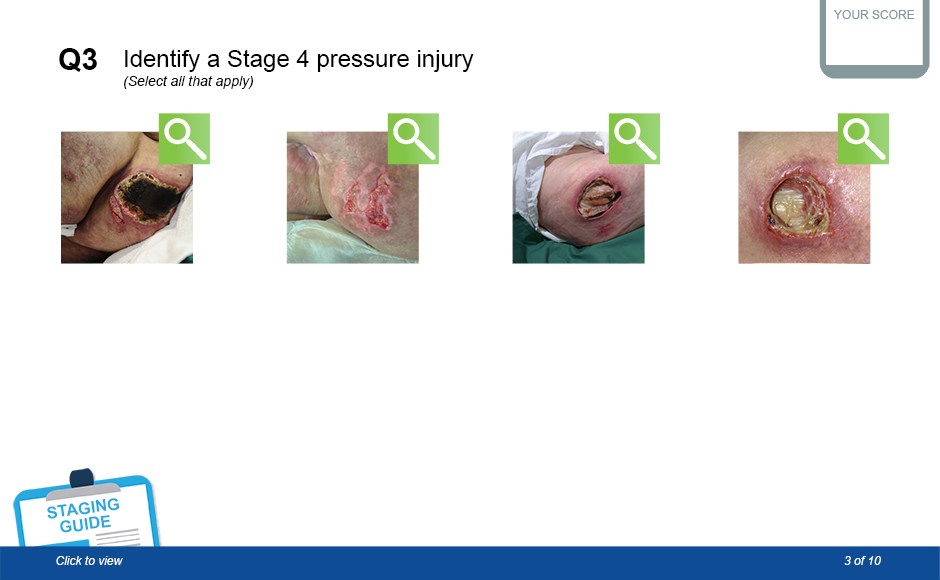 YOUR SCORE
Q3 Identify a Stage 4 pressure injury
(Select all that apply)
STAGING
GUIDE
Click to view
3 of 10